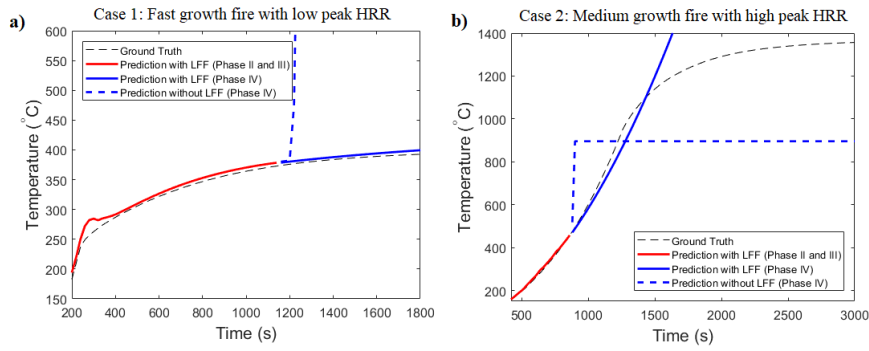 Case 1: Fast growth fire with low peak HRR
a)
600
550
500
450
400
350
300
250
200
150
Temperature (°C)
Ground Truth
Prediction with LFF (Phase II and III)
Prediction with LFF (Phase IV)
Prediction without LFF (Phase IV)
200 400 600 800 1000 1200 1400 1600 1800
Time (s)
Case 2: Medium growth fire with high peak HRR
b)
1400
1200
1000
800
600
400
200
Temperature (°C)
Ground Truth
Prediction with LFF (Phase II and III)
Prediction with LFF (Phase IV)
Prediction without LFF (Phase IV)
500 1000 1500 2000 2500 3000
Time (s)